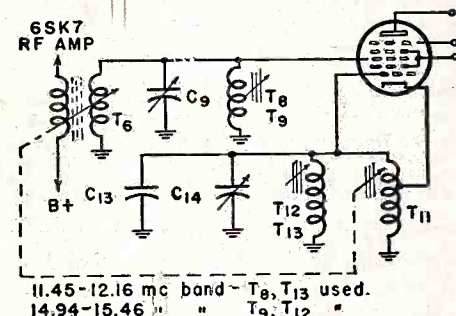 6SK7
RF AMP
C9
T8
T9
T6
B+
C13
C14
T12
T13
T11
11.45-12.16 mc band - T8, T13 used.
14.94-15.46 " " T9, T12 "